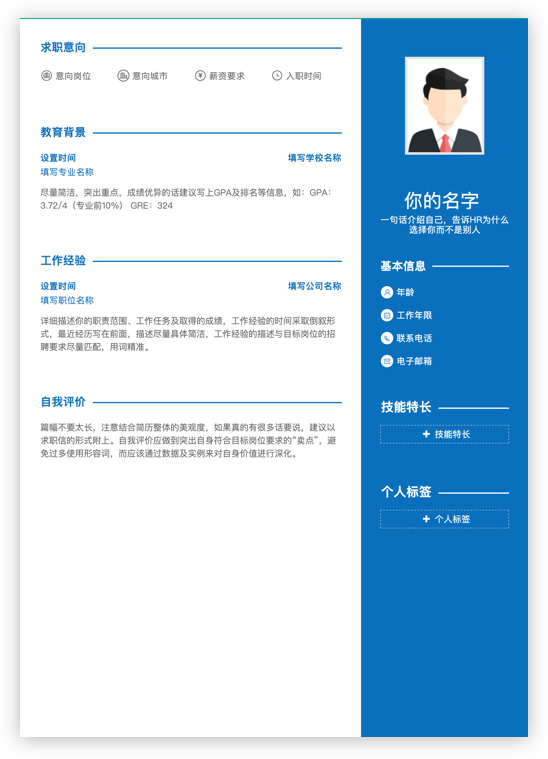 求职意向
意向岗位 意向城市 薪资要求 入职时间
教育背景
设置时间 填写学校名称
填写专业名称
尽量简洁，突出重点，成绩优异的话建议写上GPA及排名等信息，如：GPA：
3.72/4（专业前10%） GRE：324
工作经验
设置时间 填写公司名称
填写职位名称
详细描述你的职责范围、工作任务及取得的成绩，工作经验的时间采取倒叙形
式，最近经历写在前面，描述尽量具体简洁，工作经验的描述与目标岗位的招
聘要求尽量匹配，用词精准。
自我评价
篇幅不要太长，注意结合简历整体的美观度，如果真的有很多话要说，建议以
求职信的形式附上。自我评价应做到突出自身符合目标岗位要求的“卖点”，避
免过多使用形容词，而应该通过数据及实例来对自身价值进行深化。
你的名字
一句话介绍自己，告诉HR为什么
选择你而不是别人
基本信息
年龄
工作年限
联系电话
电子邮箱
技能特长
+ 技能特长
个人标签
+ 个人标签